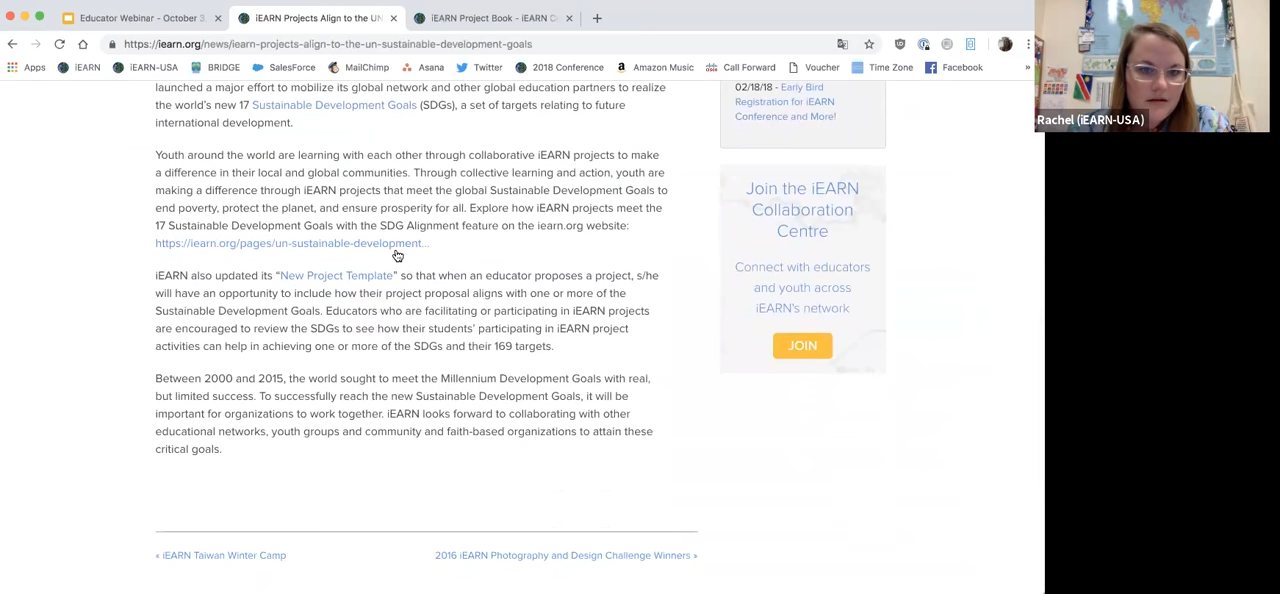 Educator Webinar - October 3
iEARN Projects Align to the UN
iEARN Project Book - iEARN C
https://iearn.org/news/iearn-projects-align-to-the-un-sustainable-development-goals
Apps
iEARN
iEARN-USA
BRIDGE
SalesForce
MailChimp
Asana
Twitter
2018 Conference
Amazon Music
Call Forward
Voucher
Time Zone
Facebook
»
Rachel (iEARN-USA)
launched a major effort to mobilize its global network and other global education partners to realize
the world's new 17 Sustainable Development Goals (SDGs), a set of targets relating to future
international development.
Youth around the world are learning with each other through collaborative iEARN projects to make
a difference in their local and global communities. Through collective learning and action, youth are
making a difference through iEARN projects that meet the global Sustainable Development Goals to
end poverty, protect the planet, and ensure prosperity for all. Explore how iEARN projects meet the
17 Sustainable Development Goals with the SDG Alignment feature on the iearn.org website:
https://iearn.org/pages/un-sustainable-development...
iEARN also updated its “New Project Template” so that when an educator proposes a project, s/he
will have an opportunity to include how their project proposal aligns with one or more of the
Sustainable Development Goals. Educators who are facilitating or participating in iEARN projects
are encouraged to review the SDGs to see how their students’ participating in iEARN project
activities can help in achieving one or more of the SDGs and their 169 targets.
Between 2000 and 2015, the world sought to meet the Millennium Development Goals with real,
but limited success. To successfully reach the new Sustainable Development Goals, it will be
important for organizations to work together. iEARN looks forward to collaborating with other
educational networks, youth groups and community and faith-based organizations to attain these
critical goals.
« iEARN Taiwan Winter Camp
2016 iEARN Photography and Design Challenge Winners »
02/18/18 - Early Bird
Registration for iEARN
Conference and More!
Join the iEARN
Collaboration
Centre
Connect with educators
and youth across
iEARN's network
JOIN